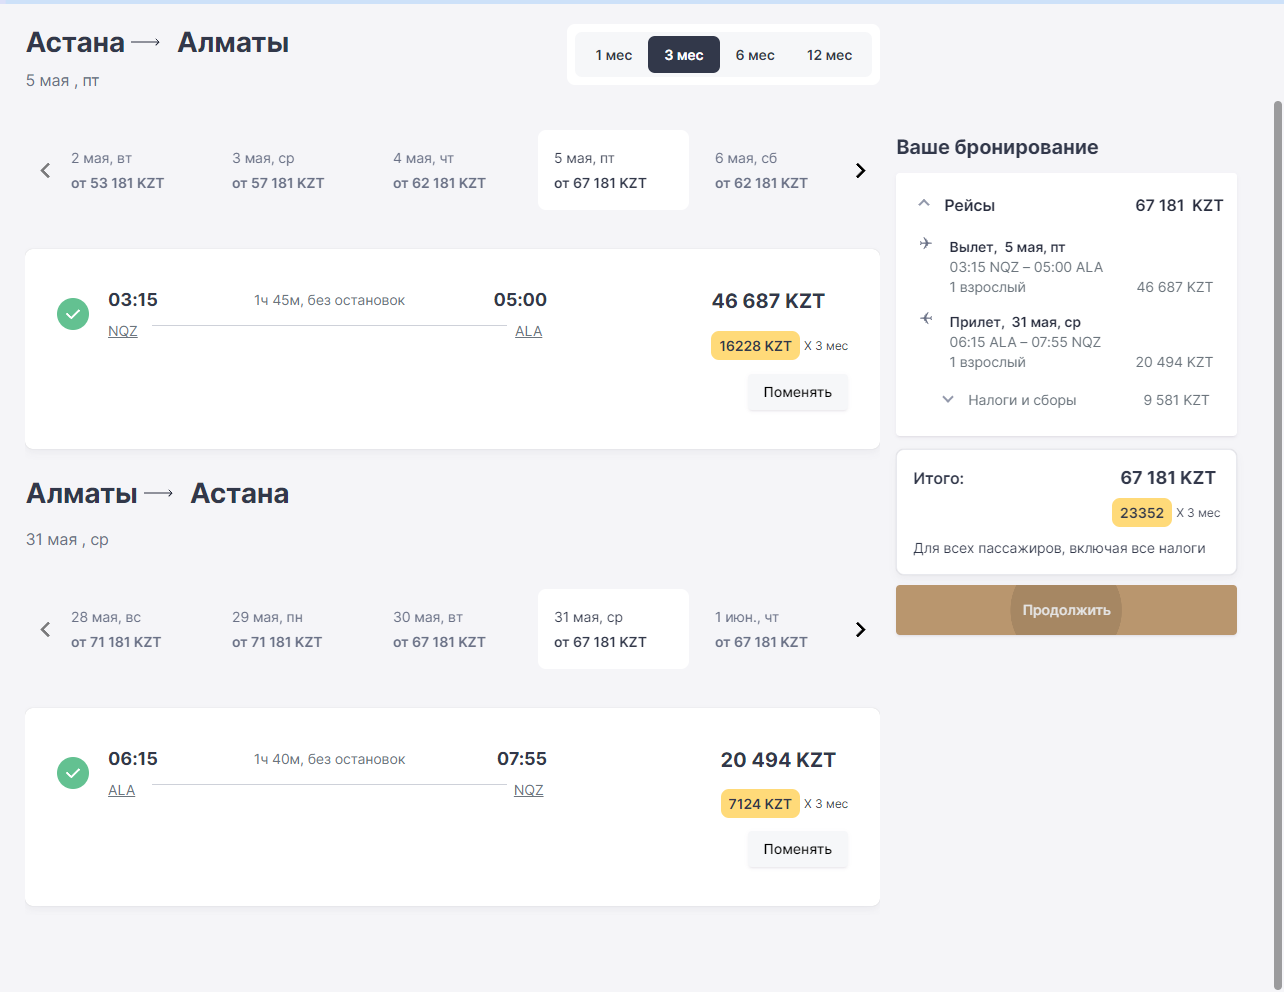 Астана → Алматы
5 мая , пт
1 мес 3 мес 6 мес 12 мес
2 мая, вт
от 53 181 KZT
3 мая, ср
от 57 181 KZT
4 мая, чт
от 62 181 KZT
5 мая, пт
от 67 181 KZT
6 мая, сб
от 62 181 KZT
03:15
NQZ
1ч 45м, без остановок
05:00
ALA
46 687 KZT
16228 KZT X 3 мес
Поменять
Алматы → Астана
31 мая , ср
28 мая, вс
от 71 181 KZT
29 мая, пн
от 71 181 KZT
30 мая, вт
от 67 181 KZT
31 мая, ср
от 67 181 KZT
1 июн., чт
от 67 181 KZT
06:15
ALA
1ч 40м, без остановок
07:55
NQZ
20 494 KZT
7124 KZT X 3 мес
Поменять
Ваше бронирование
Рейсы 67 181 KZT
Вылет, 5 мая, пт
03:15 NQZ – 05:00 ALA
1 взрослый 46 687 KZT
Прилет, 31 мая, ср
06:15 ALA – 07:55 NQZ
1 взрослый 20 494 KZT
Налоги и сборы 9 581 KZT
Итого: 67 181 KZT
23352 X 3 мес
Для всех пассажиров, включая все налоги
Продолжить